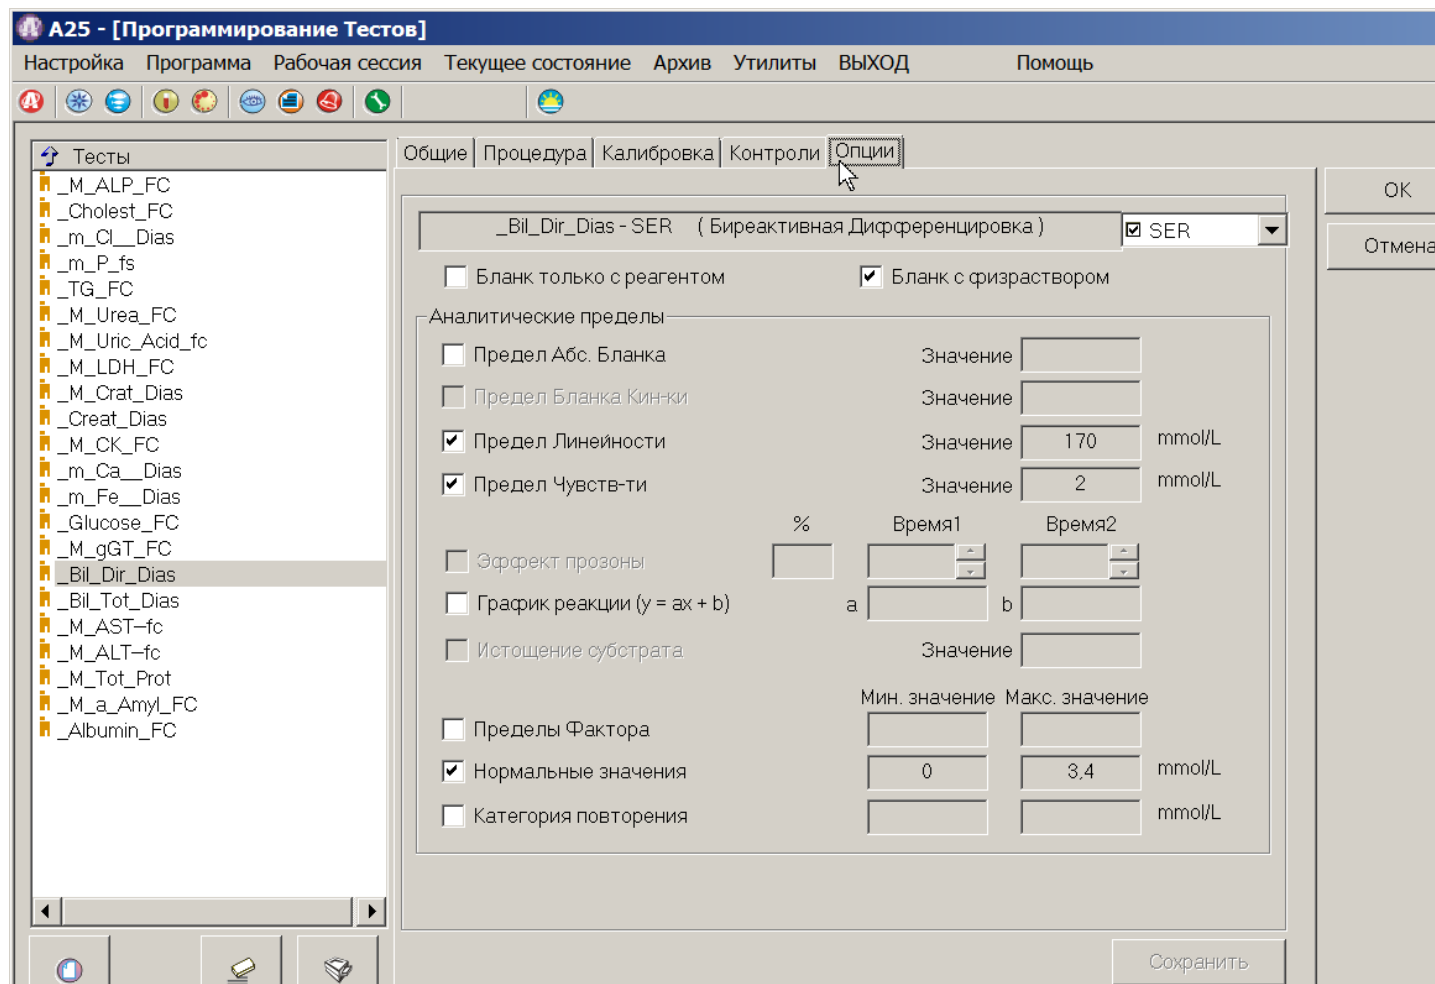 A25 - [Программирование Тестов]
Настройка Программа Рабочая сессия Текущее состояние Архив Утилиты ВЫХОД Помощь
Тесты
_M_ALP_FC
_Cholest_FC
_m_Cl__Dias
_m_P_fs
_TG_FC
_M_Urea_FC
_M_Uric_Acid_fc
_M_LDH_FC
_M_Crat_Dias
_Creat_Dias
_M_CK_FC
_m_Ca__Dias
_m_Fe__Dias
_Glucose_FC
_M_gGT_FC
_Bil_Dir_Dias
_Bil_Tot_Dias
_M_AST-fc
_M_ALT-fc
_M_Tot_Prot
_M_a_Amyl_FC
_Albumin_FC
Общие Процедура Калибровка Контроли Опции
_Bil_Dir_Dias - SER ( Биреактивная Дифференцировка ) SER
Бланк только с реагентом Бланк с физраствором
Аналитические пределы
Предел Абс. Бланка Значение
Предел Бланка Кин-ки Значение
Предел Линейности Значение 170 mmol/L
Предел Чувств-ти Значение 2 mmol/L
% Время1 Время2
Эффект прозоны
График реакции (y = ax + b) a b
Истощение субстрата Значение
Мин. значение Макс. значение
Пределы Фактора
Нормальные значения 0 3,4 mmol/L
Категория повторения mmol/L
Сохранить
OK
Отмена